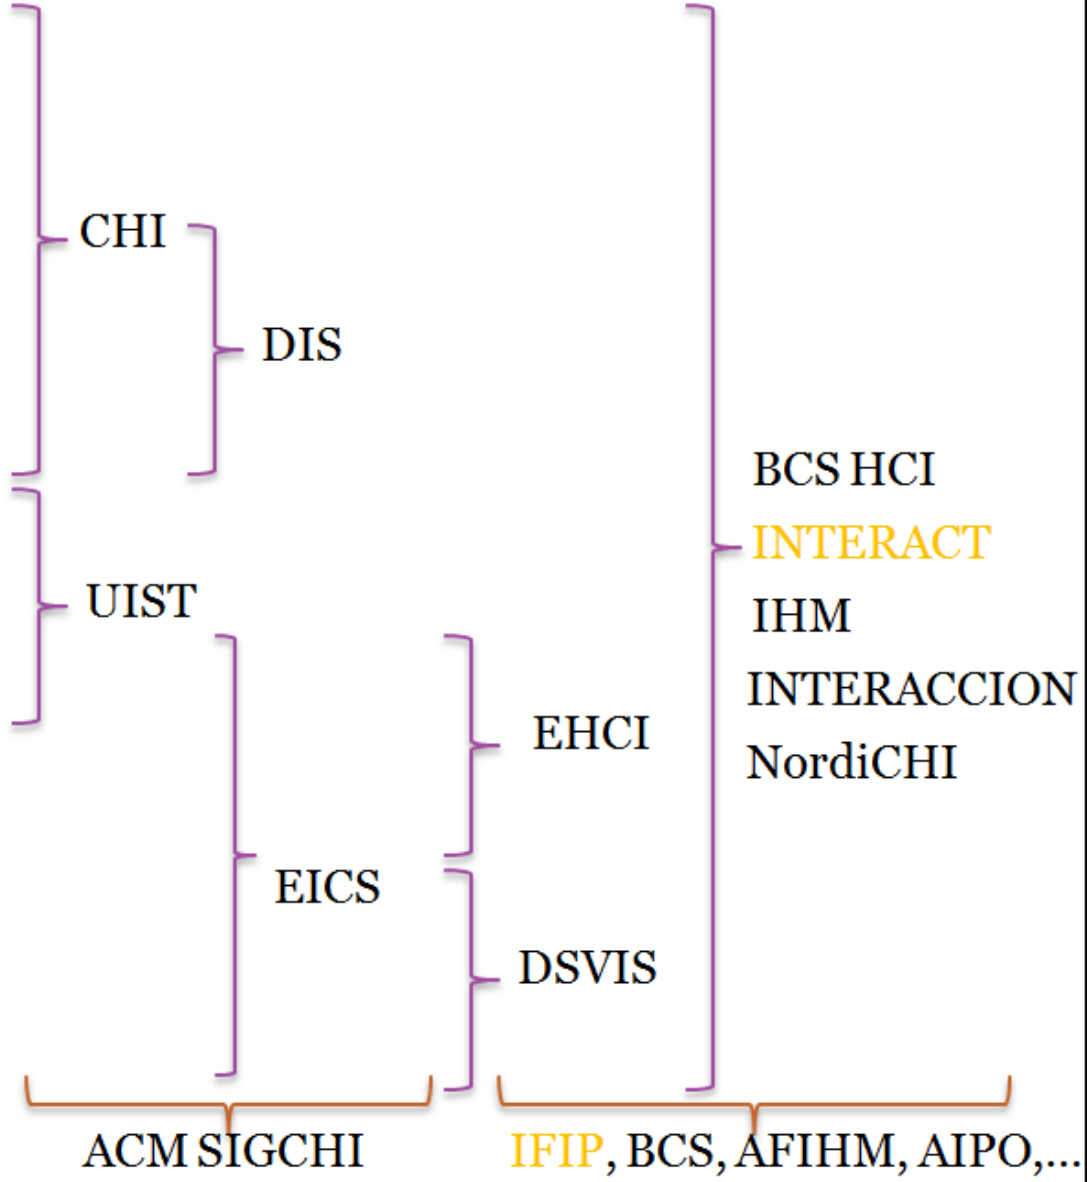 CHI
DIS
BCS HCI
INTERACT
UIST
IHM
INTERACCION
EHCI
NordiCHI
EICS
DSVIS
ACM SIGCHI
IFIP, BCS, AFIHM, AIPO,...